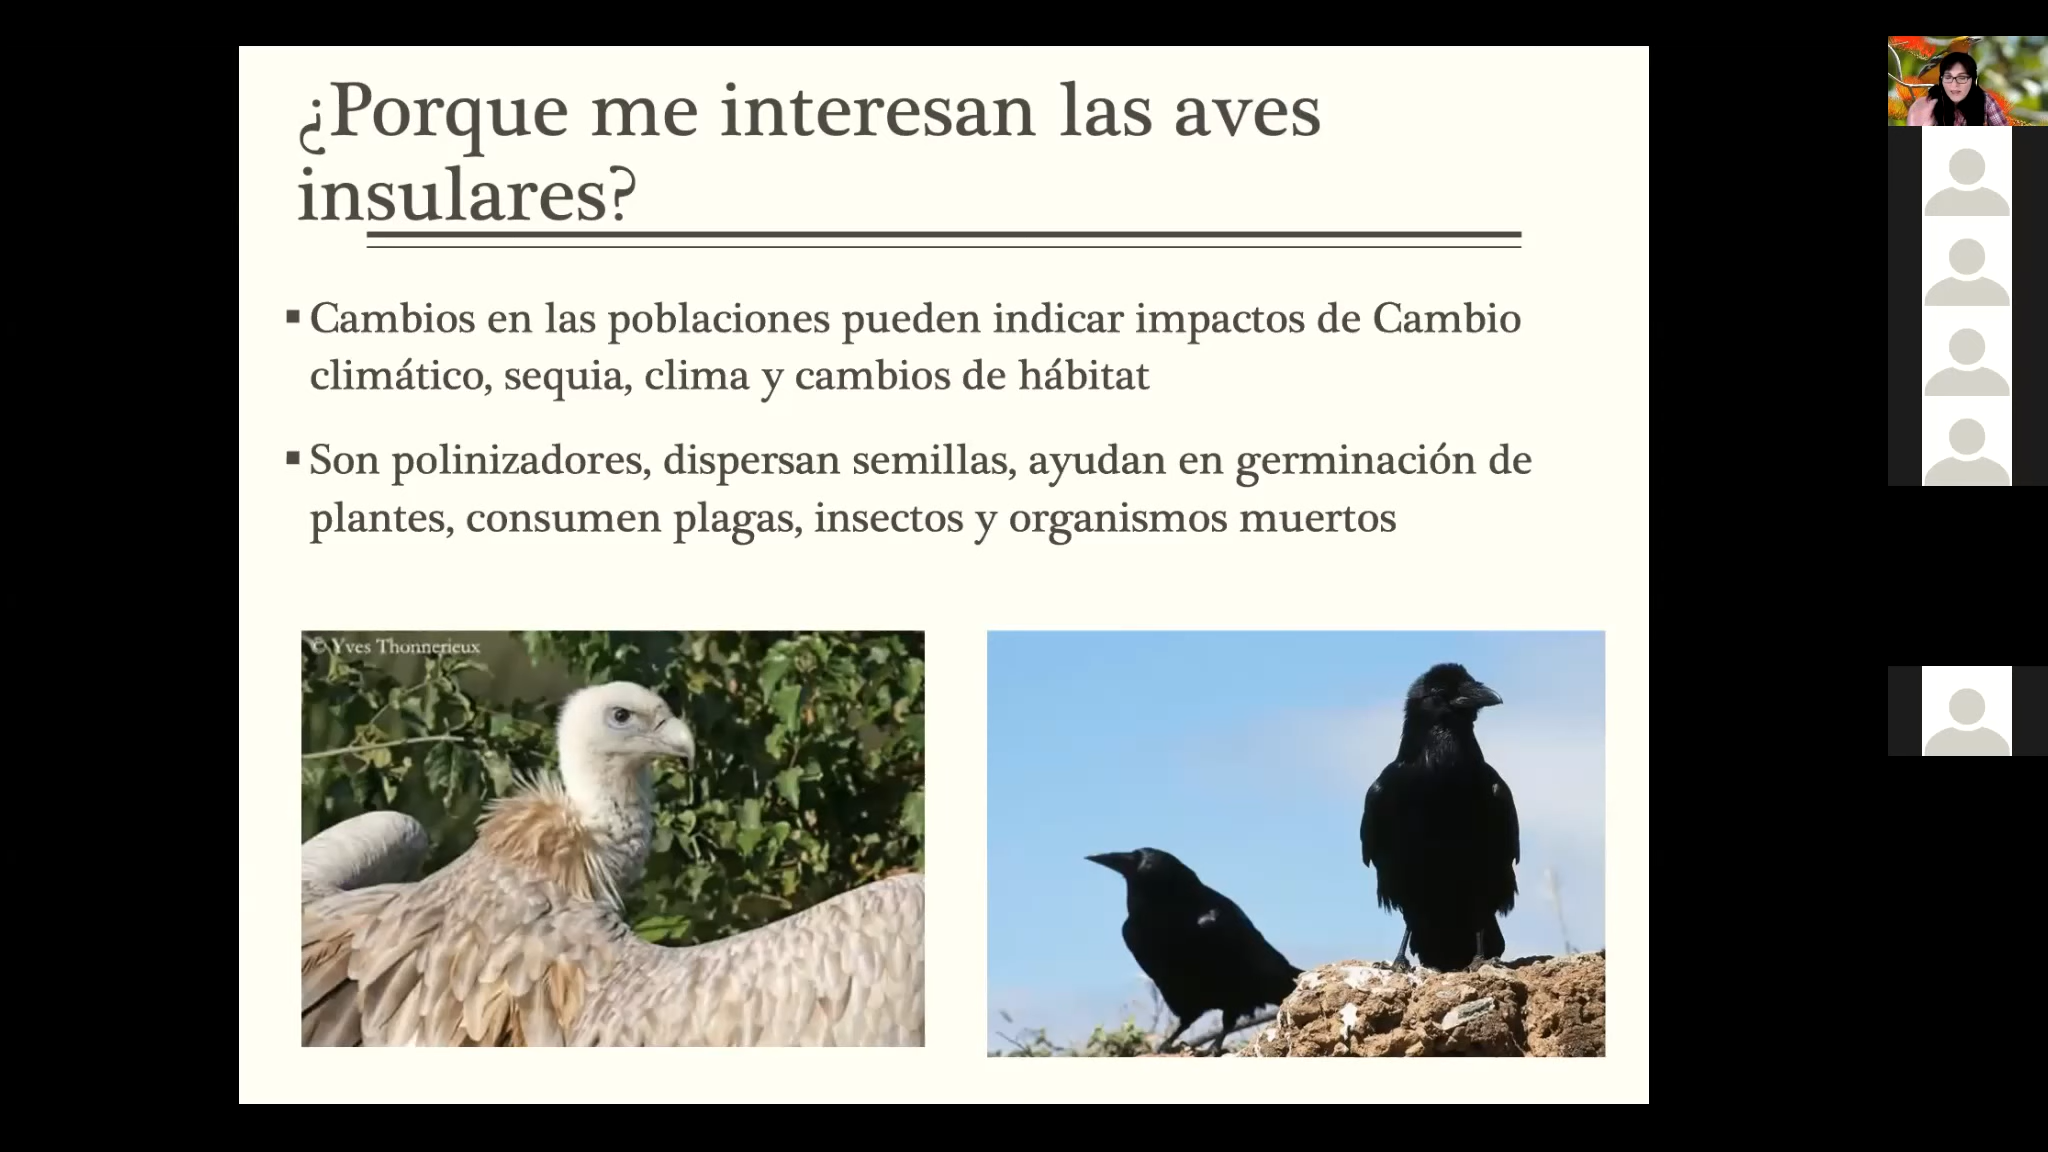 ¿Porque me interesan las aves
insulares?
▪ Cambios en las poblaciones pueden indicar impactos de Cambio
climático, sequia, clima y cambios de hábitat
▪ Son polinizadores, dispersan semillas, ayudan en germinación de
plantes, consumen plagas, insectos y organismos muertos
© Yves Thonnerieux